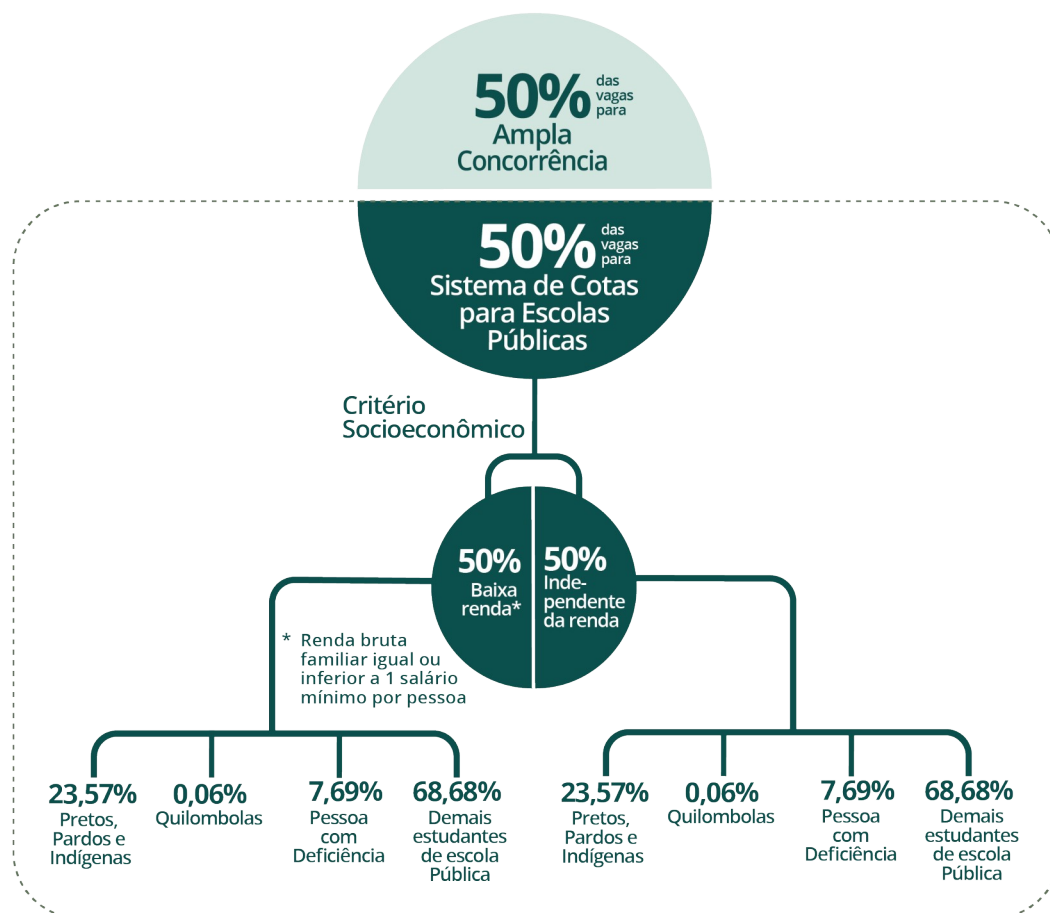 50% das
vagas
para
Ampla
Concorrência
50% das
vagas
para
Sistema de Cotas
para Escolas
Públicas
Critério
Socioeconômico
50%
Baixa
renda*
50%
Inde-
pendente
da renda
* Renda bruta
familiar igual ou
inferior a 1 salário
mínimo por pessoa
23,57%
Pretos,
Pardos e
Indígenas
0,06%
Quilombolas
7,69%
Pessoa
com
Deficiência
68,68%
Demais
estudantes
de escola
Pública
23,57%
Pretos,
Pardos e
Indígenas
0,06%
Quilombolas
7,69%
Pessoa
com
Deficiência
68,68%
Demais
estudantes
de escola
Pública